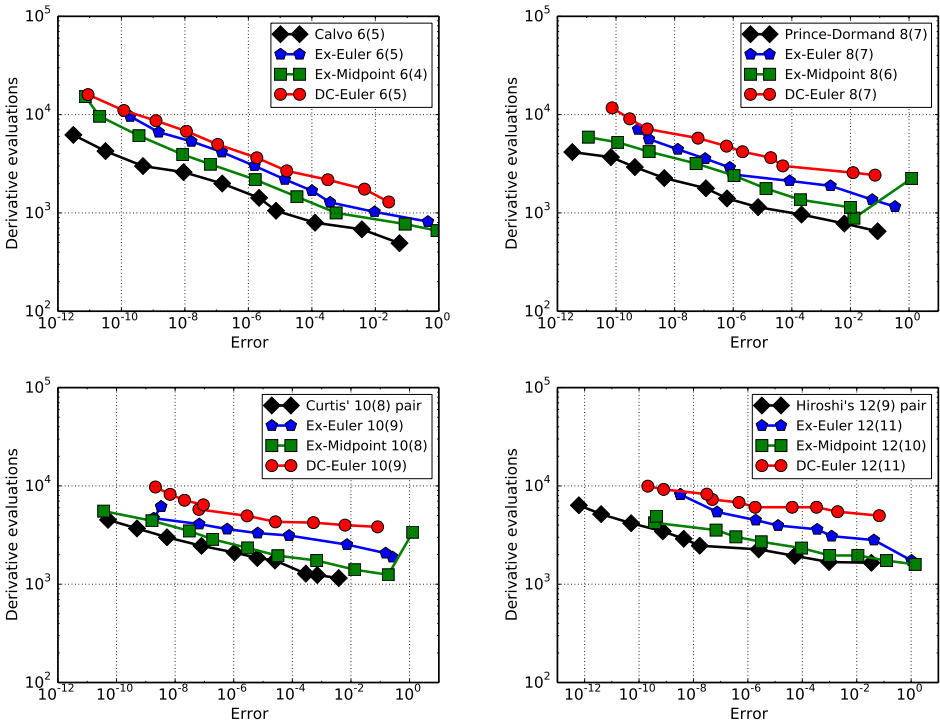 10^5
10^4
10^3
10^2
Derivative evaluations
Calvo 6(5)
Ex-Euler 6(5)
Ex-Midpoint 6(4)
DC-Euler 6(5)
10^-12 10^-10 10^-8 10^-6 10^-4 10^-2 10^0
Error
10^5
10^4
10^3
10^2
Derivative evaluations
Prince-Dormand 8(7)
Ex-Euler 8(7)
Ex-Midpoint 8(6)
DC-Euler 8(7)
10^-12 10^-10 10^-8 10^-6 10^-4 10^-2 10^0
Error
10^5
10^4
10^3
10^2
Derivative evaluations
Curtis' 10(8) pair
Ex-Euler 10(9)
Ex-Midpoint 10(8)
DC-Euler 10(9)
10^-12 10^-10 10^-8 10^-6 10^-4 10^-2 10^0
Error
10^5
10^4
10^3
10^2
Derivative evaluations
Hiroshi's 12(9) pair
Ex-Euler 12(11)
Ex-Midpoint 12(10)
DC-Euler 12(11)
10^-12 10^-10 10^-8 10^-6 10^-4 10^-2 10^0
Error